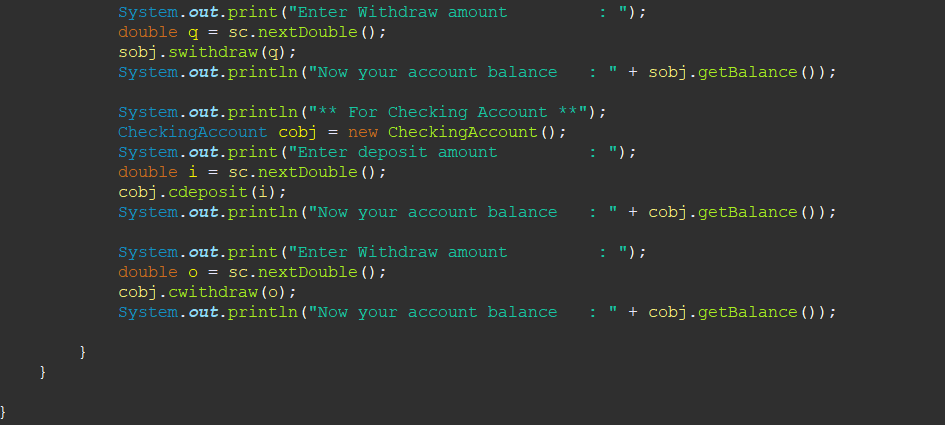 System.out.print("Enter Withdraw amount         : ");
double q = sc.nextDouble();
sobj.swithdraw(q);
System.out.println("Now your account balance   : " + sobj.getBalance());
System.out.println("** For Checking Account **");
CheckingAccount cobj = new CheckingAccount();
System.out.print("Enter deposit amount         : ");
double i = sc.nextDouble();
cobj.cdeposit(i);
System.out.println("Now your account balance   : " + cobj.getBalance());
System.out.print("Enter Withdraw amount         : ");
double o = sc.nextDouble();
cobj.cwithdraw(o);
System.out.println("Now your account balance   : " + cobj.getBalance());
}
}
}